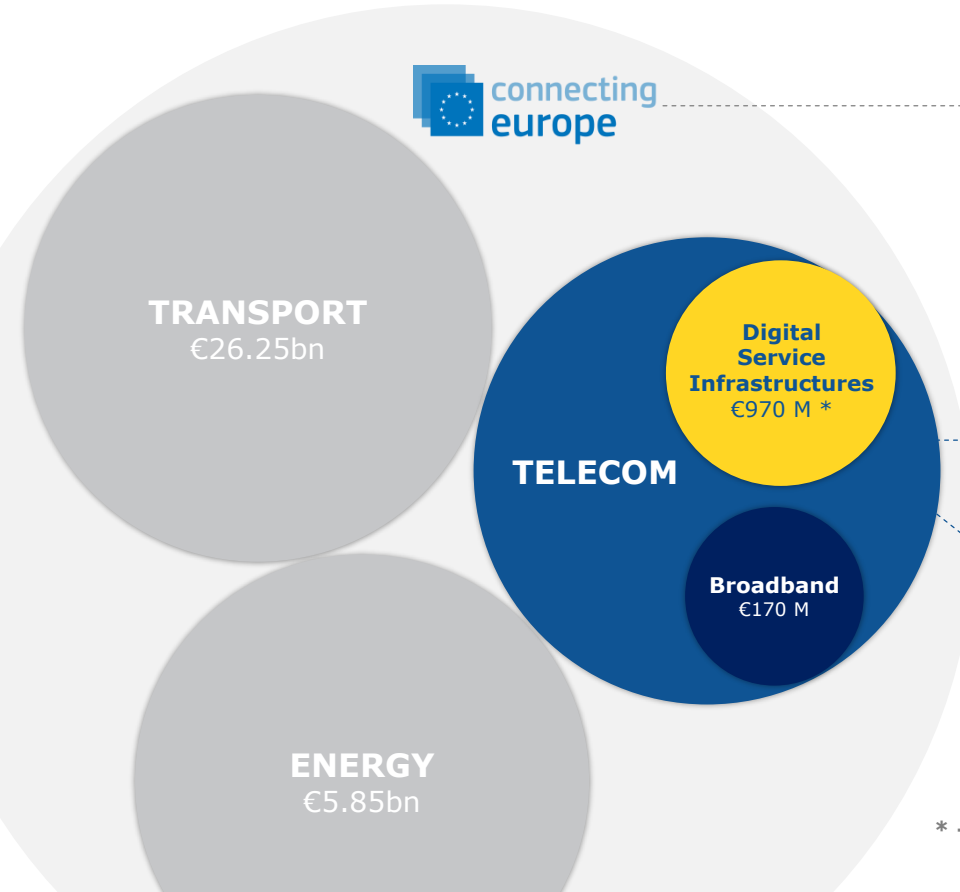 connecting
europe
TRANSPORT
€26.25bn
Digital
Service
Infrastructures
€970 M *
TELECOM
Broadband
€170 M
ENERGY
€5.85bn
*